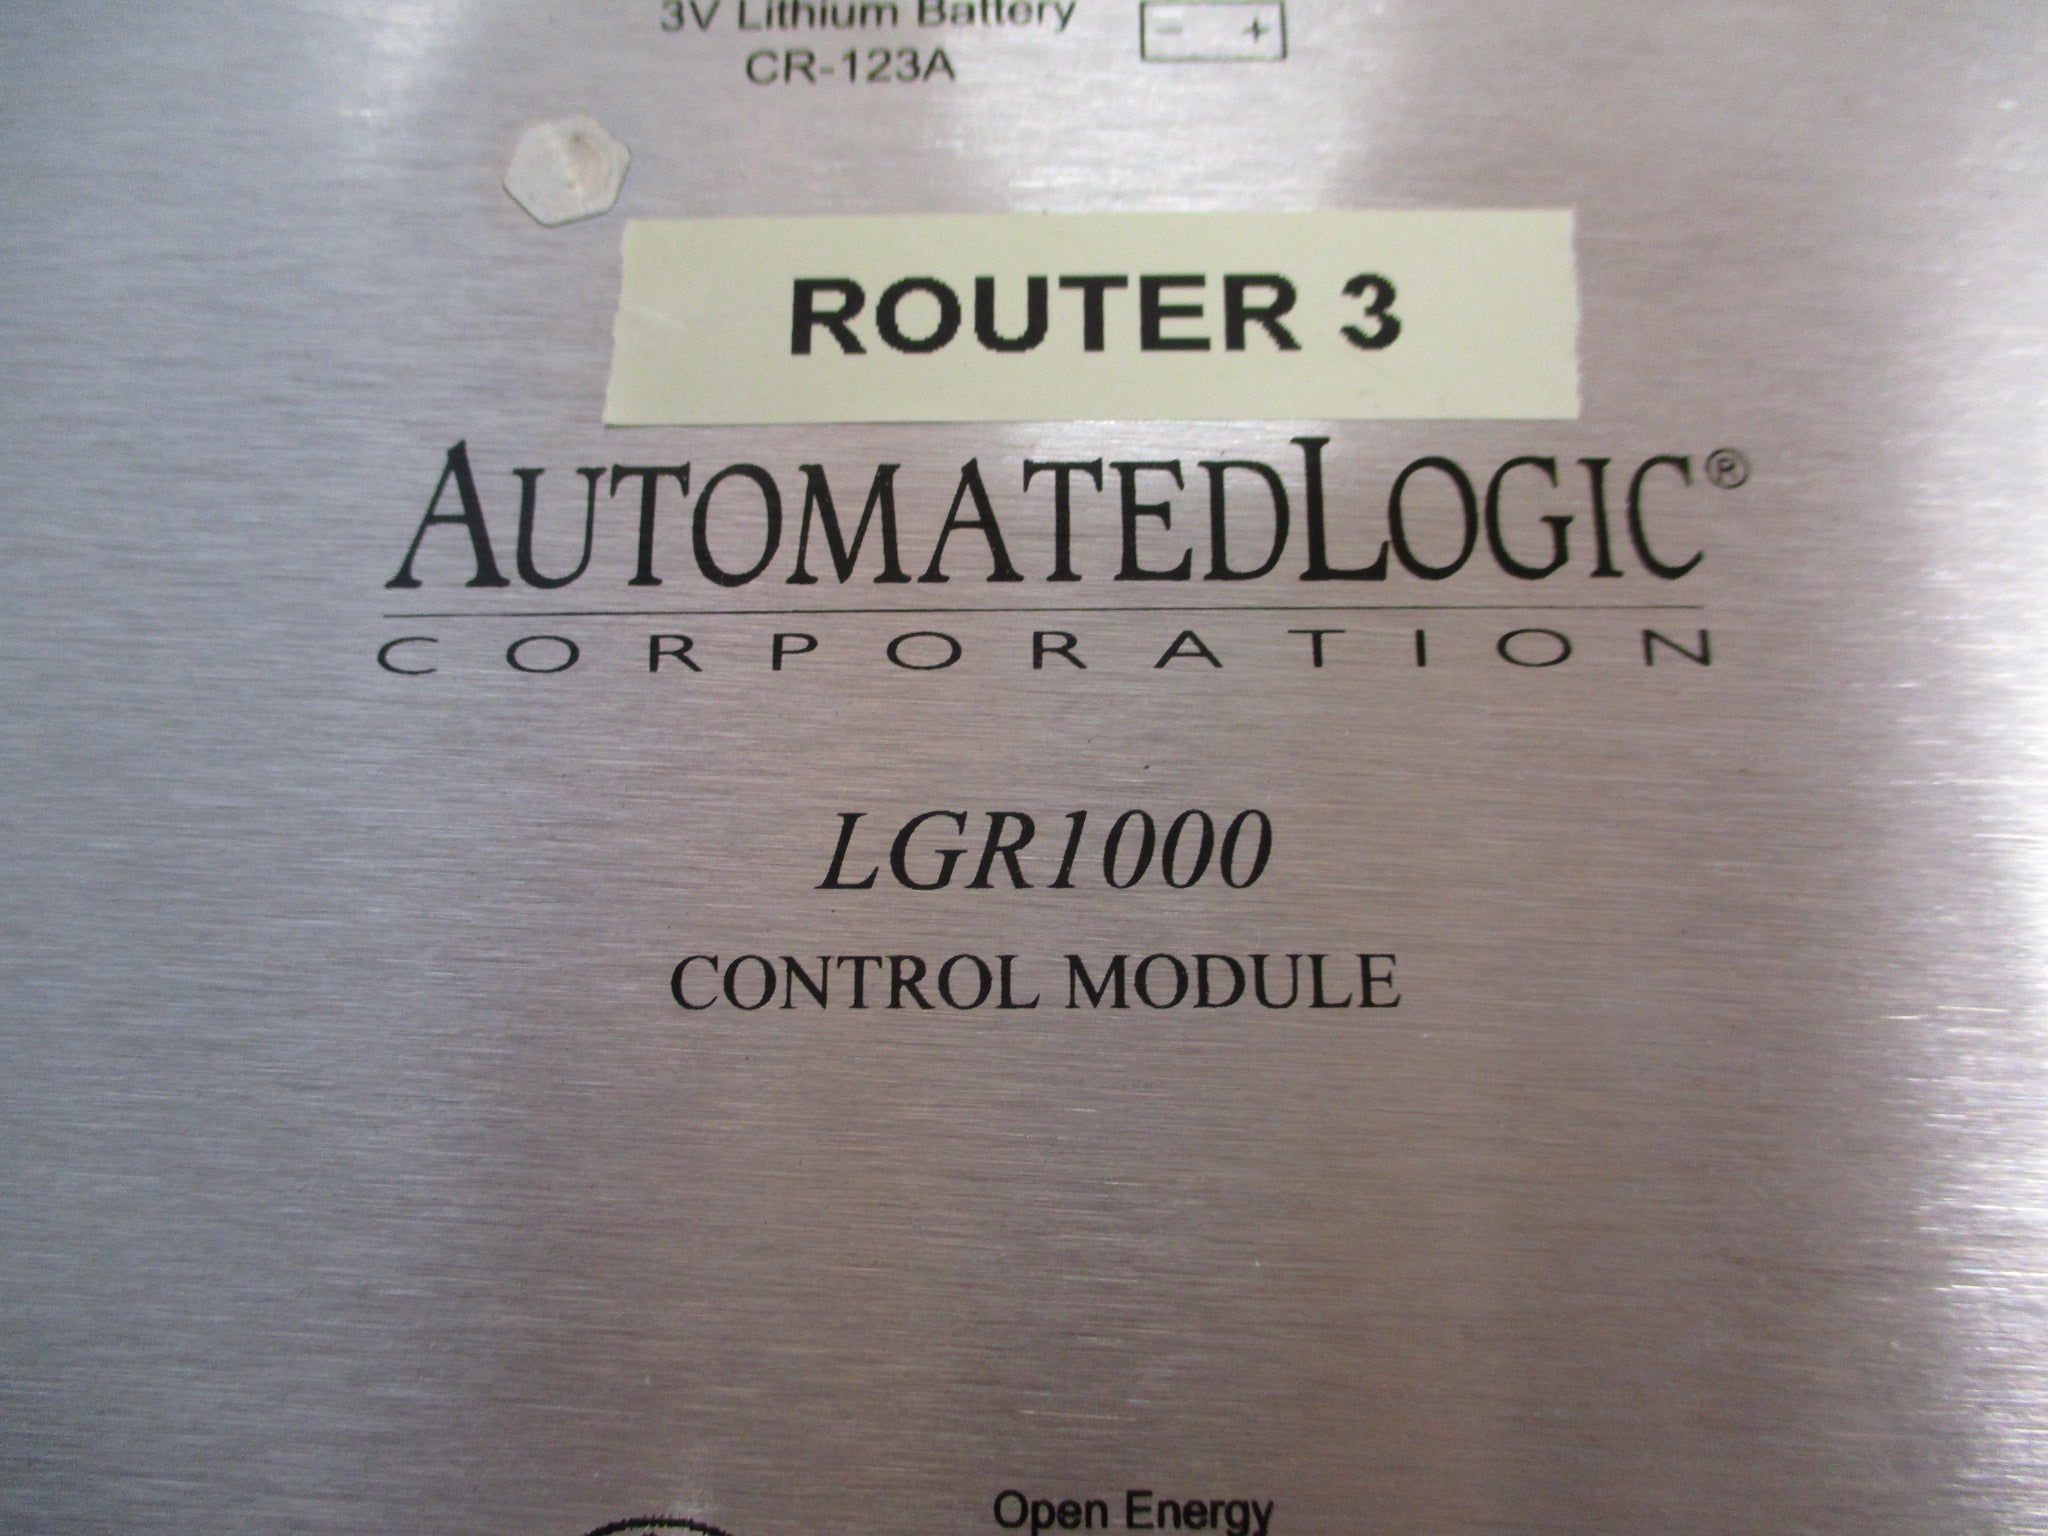 3V Lithium Battery
CR-123A
- +
ROUTER 3
AUTOMATEDLOGIC®
CORPORATION
LGR1000
CONTROL MODULE
Open Energy